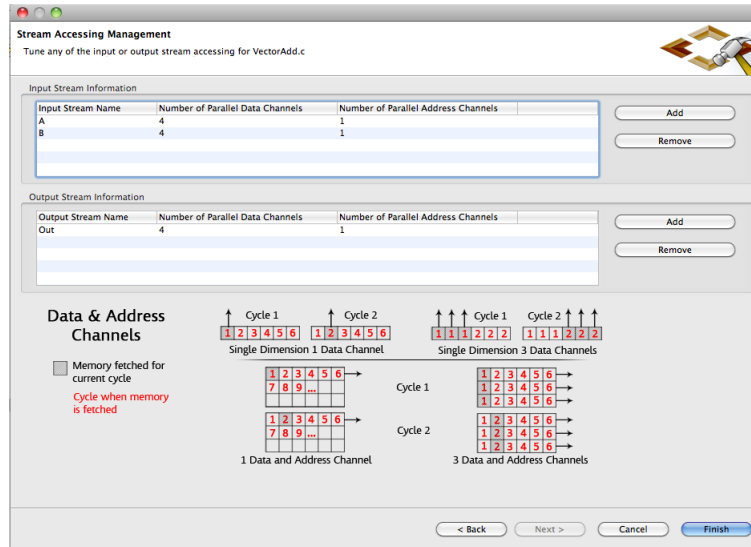 Stream Accessing Management
Tune any of the input or output stream accessing for VectorAdd.c
Input Stream Information
Input Stream Name Number of Parallel Data Channels Number of Parallel Address Channels
A 4 1
B 4 1
Add
Remove
Output Stream Information
Output Stream Name Number of Parallel Data Channels Number of Parallel Address Channels
Out 4 1
Add
Remove
Data & Address
Channels
Memory fetched for
current cycle
Cycle when memory
is fetched
Cycle 1 Cycle 2
1 2 3 4 5 6 1 2 3 4 5 6
Single Dimension 1 Data Channel
Cycle 1 Cycle 2
1 1 1 2 2 2 1 1 1 2 2 2
Single Dimension 3 Data Channels
1 2 3 4 5 6
7 8 9 ...
Cycle 1
1 2 3 4 5 6
1 2 3 4 5 6
1 2 3 4 5 6
1 2 3 4 5 6
7 8 9 ...
Cycle 2
1 2 3 4 5 6
1 2 3 4 5 6
1 2 3 4 5 6
1 Data and Address Channel
3 Data and Address Channels
< Back Next > Cancel Finish